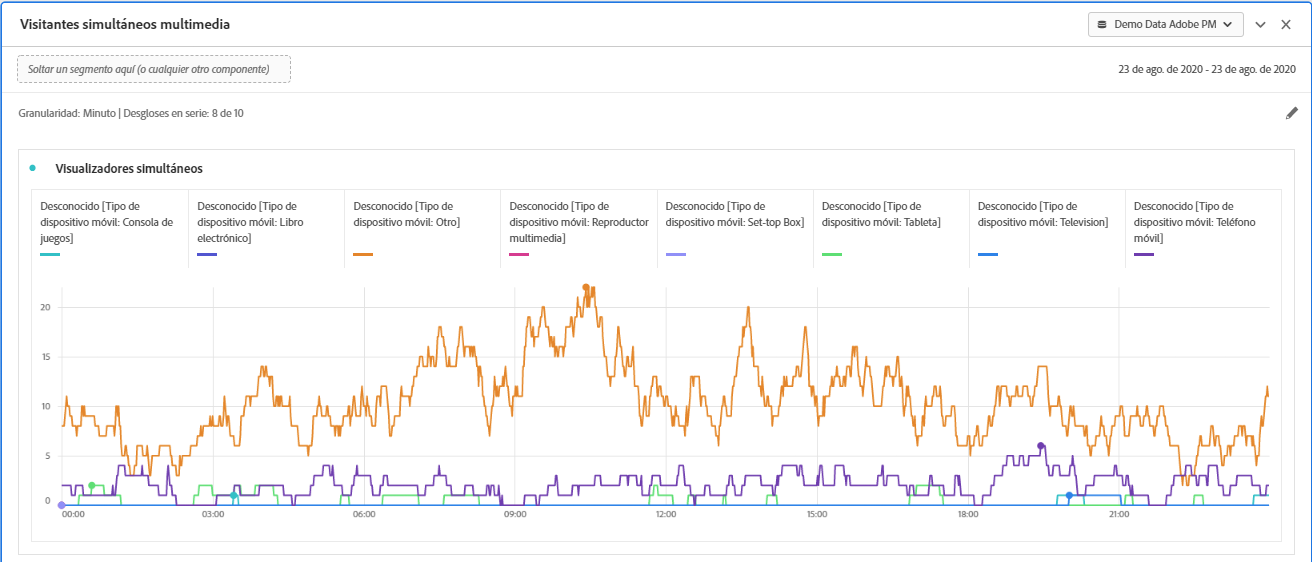 Visitantes simultáneos multimedia
Demo Data Adobe PM
Soltar un segmento aquí (o cualquier otro componente)
23 de ago. de 2020 - 23 de ago. de 2020
Granularidad: Minuto | Desgloses en serie: 8 de 10
Visualizadores simultáneos
Desconocido [Tipo de
dispositivo móvil: Consola de
juegos]
Desconocido [Tipo de
dispositivo móvil: Libro
electrónico]
Desconocido [Tipo de
dispositivo móvil: Otro]
Desconocido [Tipo de
dispositivo móvil: Reproductor
multimedia]
Desconocido [Tipo de
dispositivo móvil: Set-top Box]
Desconocido [Tipo de
dispositivo móvil: Tableta]
Desconocido [Tipo de
dispositivo móvil: Television]
Desconocido [Tipo de
dispositivo móvil: Teléfono
móvil]
20
15
10
5
0
00:00 03:00 06:00 09:00 12:00 15:00 18:00 21:00